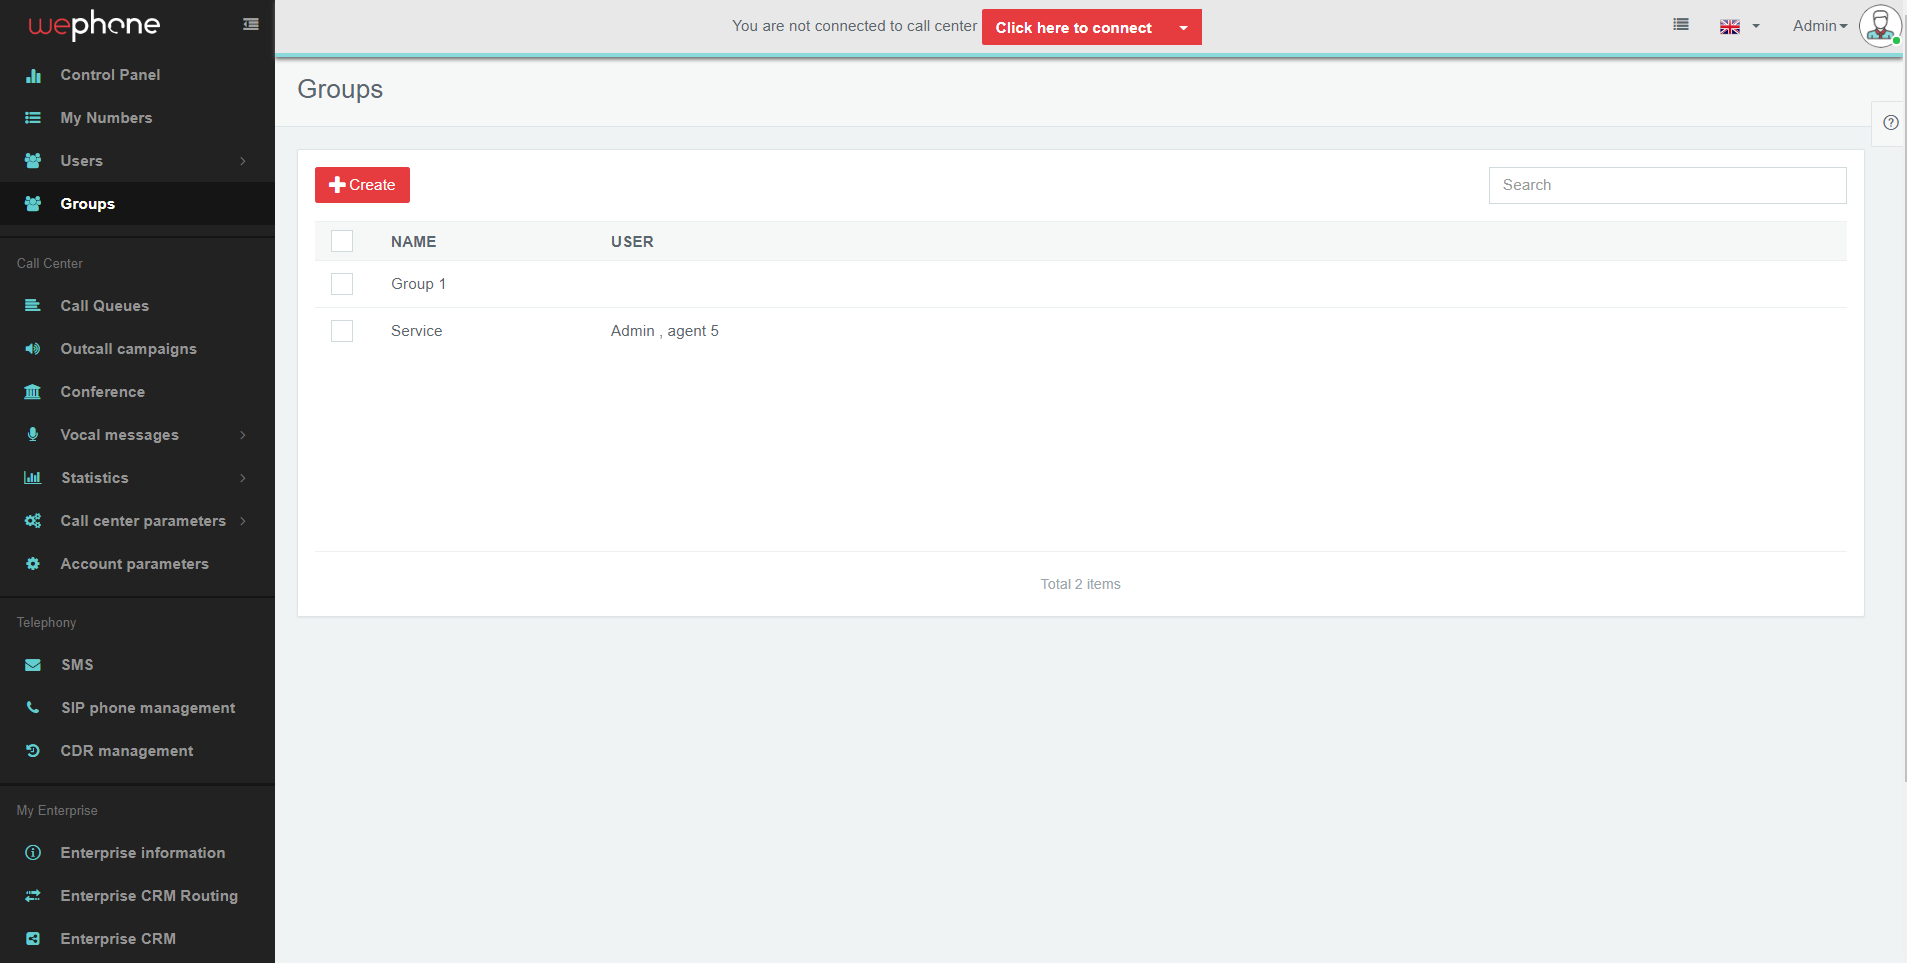 wephone
You are not connected to call center
Click here to connect
Admin
Control Panel
My Numbers
Users
Groups
Call Center
Call Queues
Outcall campaigns
Conference
Vocal messages
Statistics
Call center parameters
Account parameters
Telephony
SMS
SIP phone management
CDR management
My Enterprise
Enterprise information
Enterprise CRM Routing
Enterprise CRM
Groups
Create
Search
NAME USER
Group 1
Service Admin , agent 5
Total 2 items